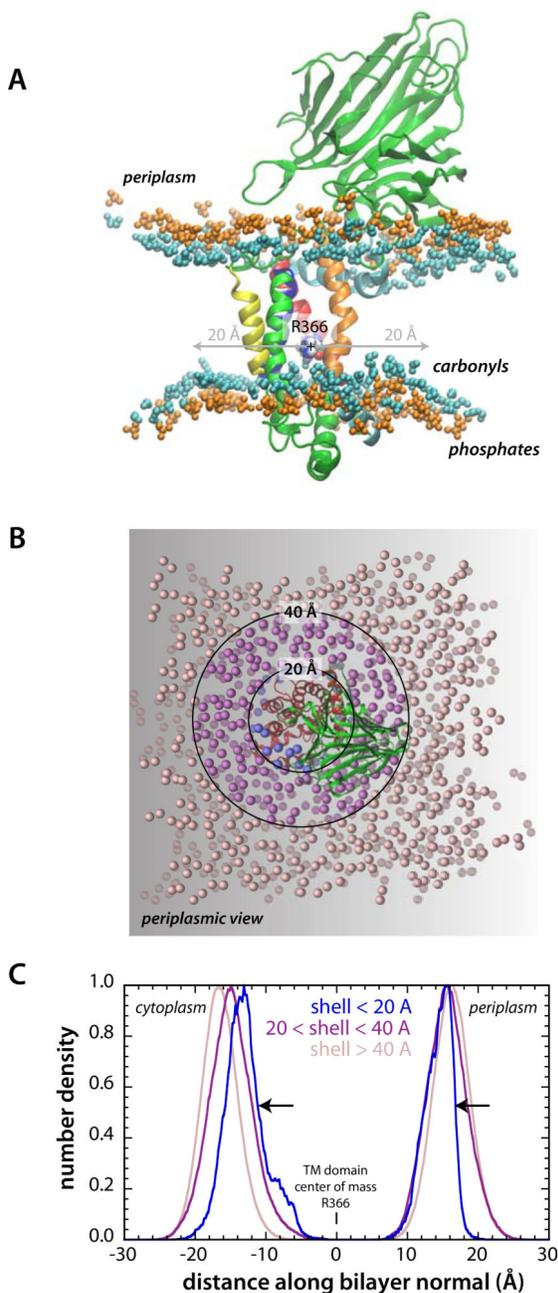 A
periplasm
R366
20 Å
20 Å
+
carbonyls
phosphates
B
40 Å
20 Å
periplasmic view
C
1.0
0.8
0.6
0.4
0.2
0.0
number density
cytoplasm
shell < 20 A
periplasm
20 < shell < 40 A
shell > 40 A
TM domain
center of mass
R366
-30 -20 -10 0 10 20 30
distance along bilayer normal (Å)